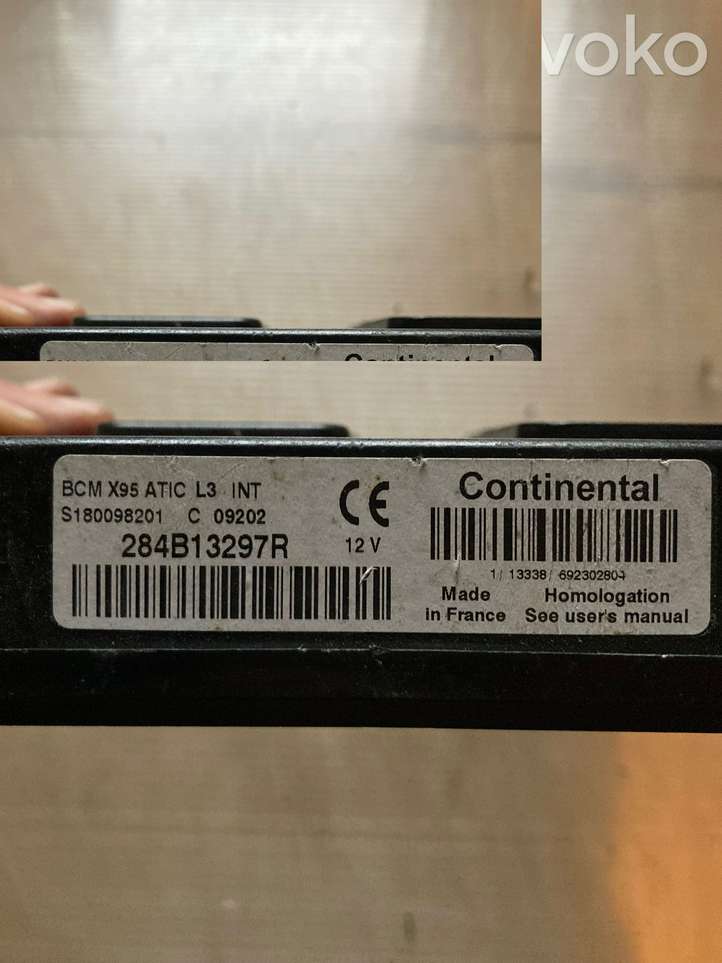 voko
Continental
BCM X95 ATIC L3 INT
S180098201 C 09202
284B13297R
CE
12 V
Continental
1/ 13338/ 692302804
Made
in France
Homologation
See user's manual